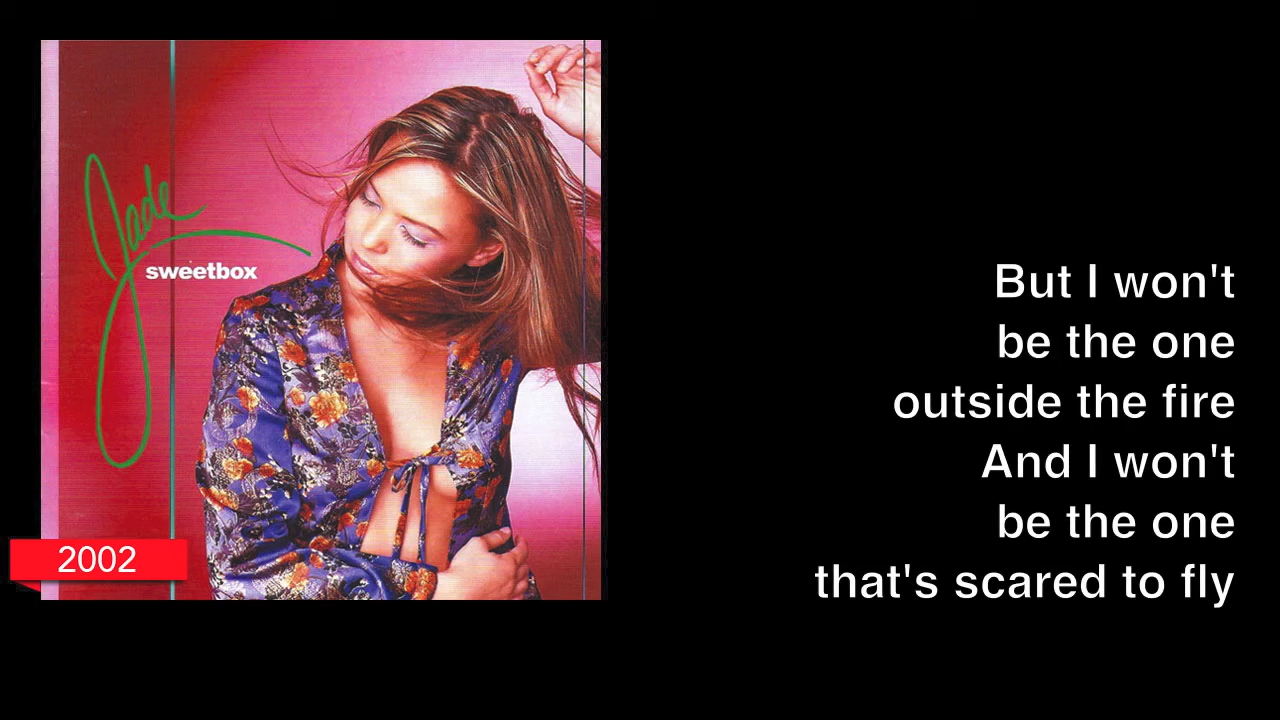 Jade
sweetbox
2002
But I won't
be the one
outside the fire
And I won't
be the one
that's scared to fly